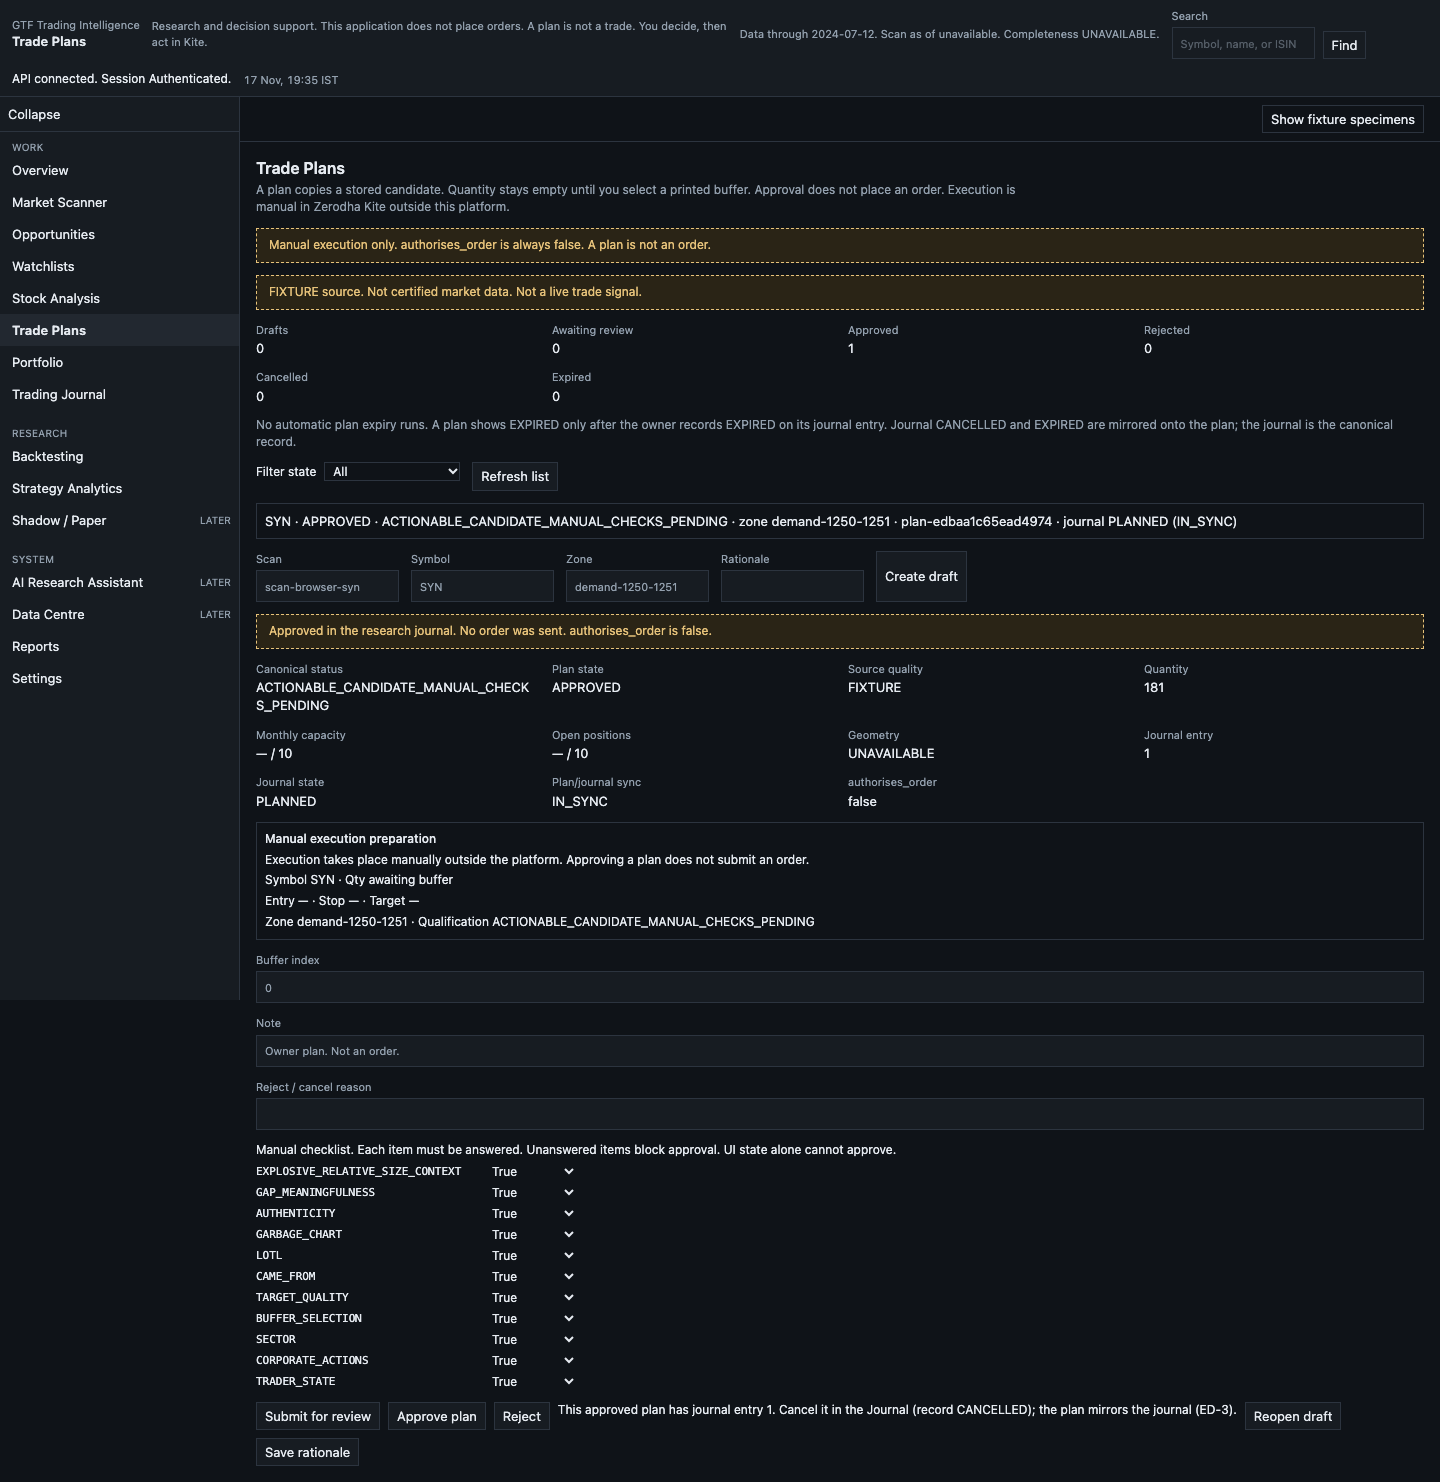 GTF Trading Intelligence
Trade Plans
Research and decision support. This application does not place orders. A plan is not a trade. You decide, then
act in Kite.
Data through 2024-07-12. Scan as of unavailable. Completeness UNAVAILABLE.
Search
Symbol, name, or ISIN
Find
API connected. Session Authenticated.
17 Nov, 19:35 IST
Collapse
WORK
Overview
Market Scanner
Opportunities
Watchlists
Stock Analysis
Trade Plans
Portfolio
Trading Journal
RESEARCH
Backtesting
Strategy Analytics
Shadow / Paper LATER
SYSTEM
AI Research Assistant LATER
Data Centre LATER
Reports
Settings
Show fixture specimens
Trade Plans
A plan copies a stored candidate. Quantity stays empty until you select a printed buffer. Approval does not place an order. Execution is
manual in Zerodha Kite outside this platform.
Manual execution only. authorises_order is always false. A plan is not an order.
FIXTURE source. Not certified market data. Not a live trade signal.
Drafts Awaiting review Approved Rejected
0 0 1 0
Cancelled Expired
0 0
No automatic plan expiry runs. A plan shows EXPIRED only after the owner records EXPIRED on its journal entry. Journal CANCELLED and EXPIRED are mirrored onto the plan; the journal is the canonical
record.
Filter state All Refresh list
SYN · APPROVED · ACTIONABLE_CANDIDATE_MANUAL_CHECKS_PENDING · zone demand-1250-1251 · plan-edbaa1c65ead4974 · journal PLANNED (IN_SYNC)
Scan Symbol Zone Rationale
scan-browser-syn SYN demand-1250-1251 Create draft
Approved in the research journal. No order was sent. authorises_order is false.
Canonical status Plan state Source quality Quantity
ACTIONABLE_CANDIDATE_MANUAL_CHECK APPROVED FIXTURE 181
S_PENDING
Monthly capacity Open positions Geometry Journal entry
— / 10 — / 10 UNAVAILABLE 1
Journal state Plan/journal sync authorises_order
PLANNED IN_SYNC false
Manual execution preparation
Execution takes place manually outside the platform. Approving a plan does not submit an order.
Symbol SYN · Qty awaiting buffer
Entry — · Stop — · Target —
Zone demand-1250-1251 · Qualification ACTIONABLE_CANDIDATE_MANUAL_CHECKS_PENDING
Buffer index
0
Note
Owner plan. Not an order.
Reject / cancel reason
Manual checklist. Each item must be answered. Unanswered items block approval. UI state alone cannot approve.
EXPLOSIVE_RELATIVE_SIZE_CONTEXT True
GAP_MEANINGFULNESS True
AUTHENTICITY True
GARBAGE_CHART True
LOTL True
CAME_FROM True
TARGET_QUALITY True
BUFFER_SELECTION True
SECTOR True
CORPORATE_ACTIONS True
TRADER_STATE True
Submit for review Approve plan Reject This approved plan has journal entry 1. Cancel it in the Journal (record CANCELLED); the plan mirrors the journal (ED-3). Reopen draft
Save rationale